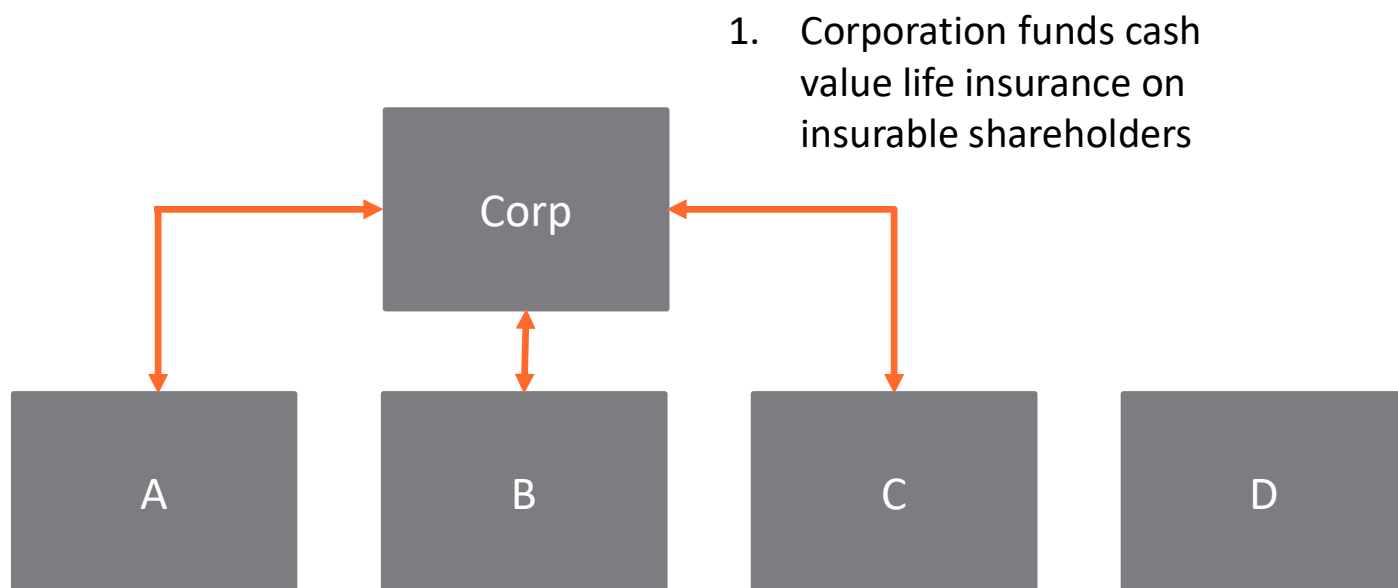 1. Corporation funds cash
value life insurance on
insurable shareholders
Corp
A
B
C
D